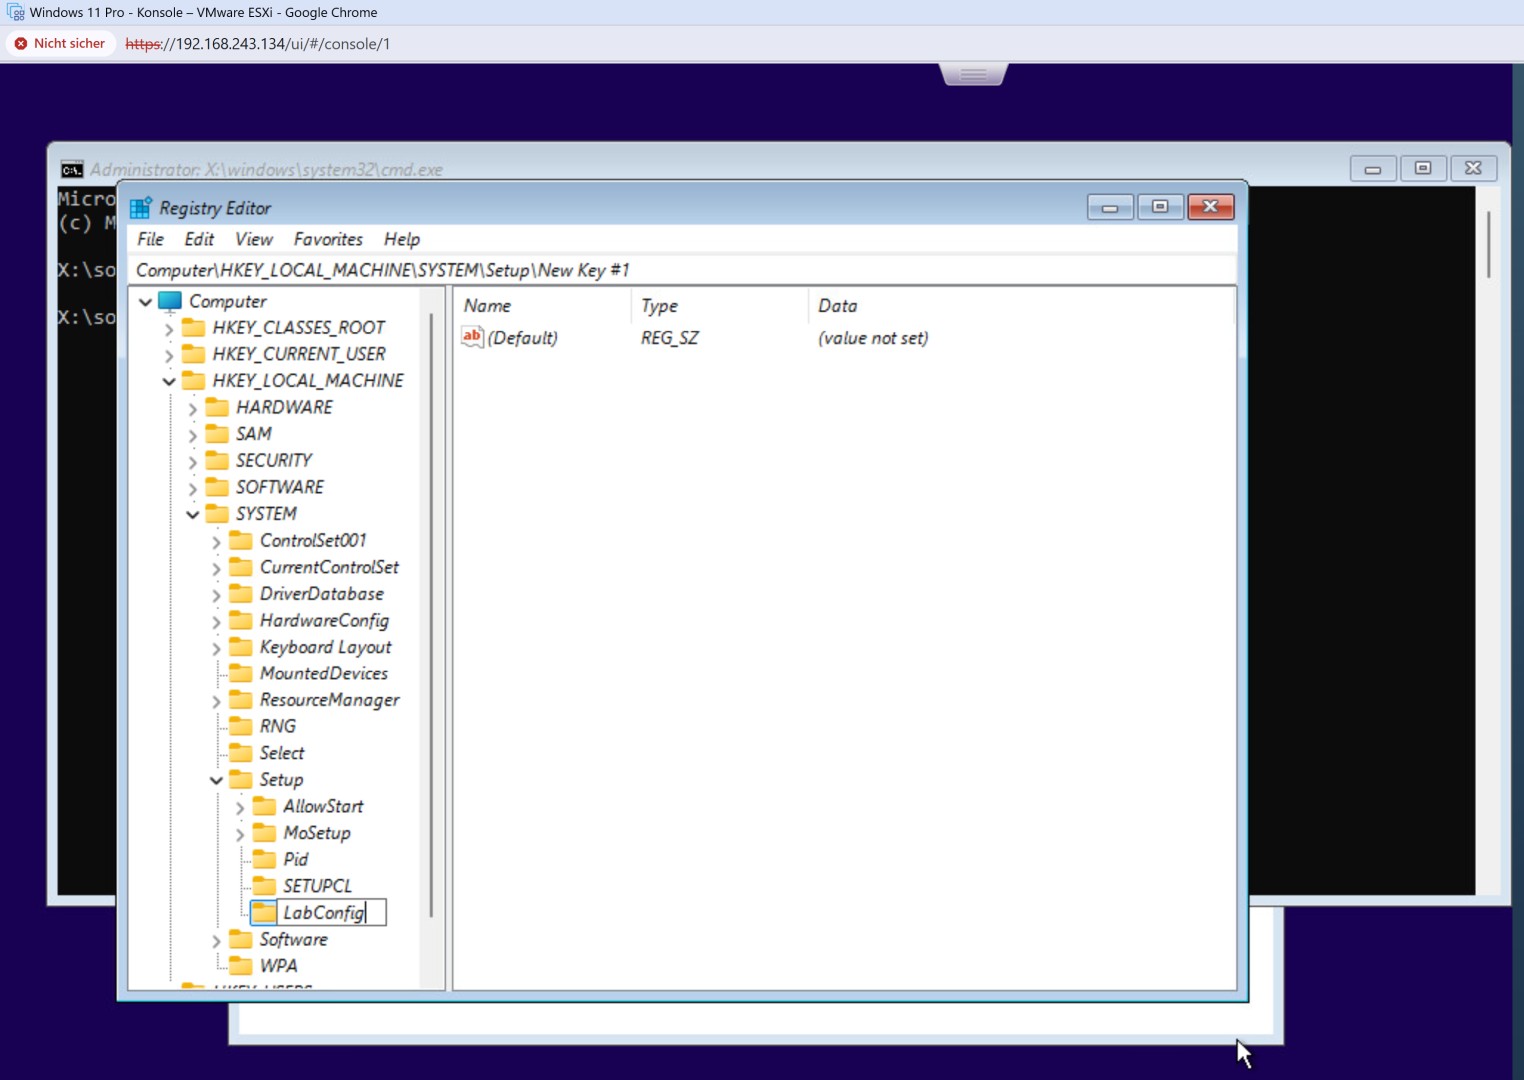 Windows 11 Pro - Konsole – VMware ESXi - Google Chrome
Nicht sicher https://192.168.243.134/ui/#/console/1
Administrator: X:\windows\system32\cmd.exe
Micro
(c) M
X:\so
X:\so
Registry Editor
File Edit View Favorites Help
Computer\HKEY_LOCAL_MACHINE\SYSTEM\Setup\New Key #1
Name Type Data
(Default) REG_SZ (value not set)
Computer
HKEY_CLASSES_ROOT
HKEY_CURRENT_USER
HKEY_LOCAL_MACHINE
HARDWARE
SAM
SECURITY
SOFTWARE
SYSTEM
ControlSet001
CurrentControlSet
DriverDatabase
HardwareConfig
Keyboard Layout
MountedDevices
ResourceManager
RNG
Select
Setup
AllowStart
MoSetup
Pid
SETUPCL
LabConfig
Software
WPA
HKEY_USERS